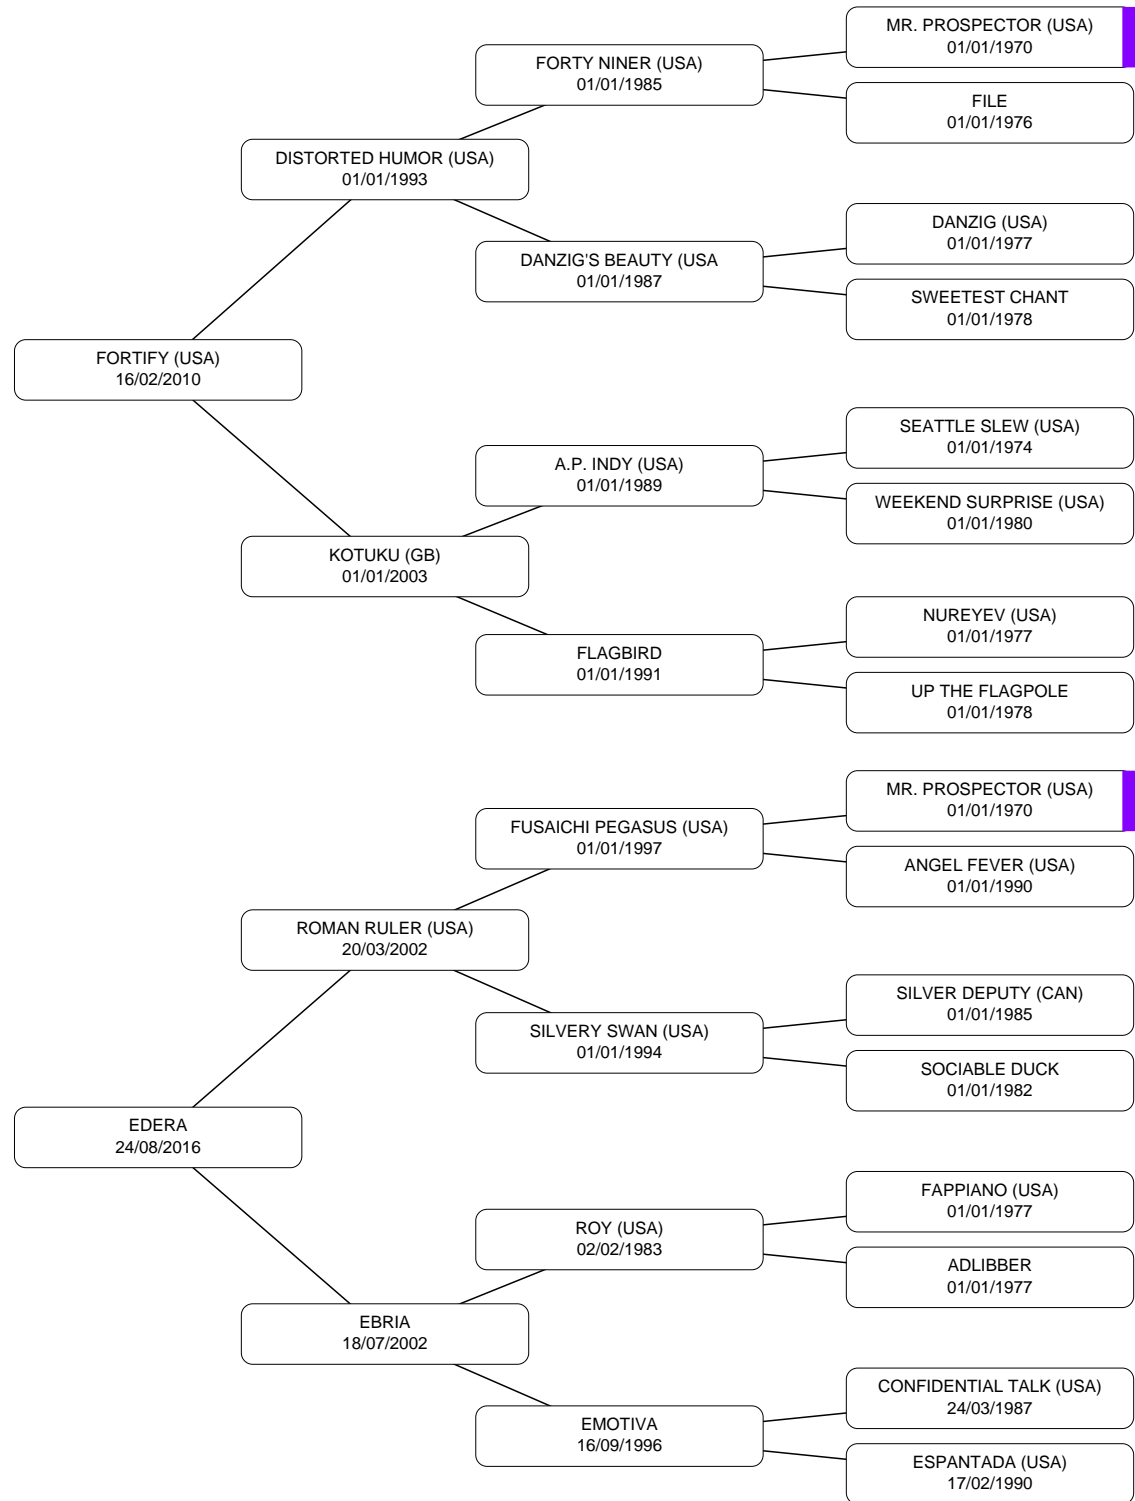 MR. PROSPECTOR (USA)
01/01/1970
FORTY NINER (USA)
01/01/1985
FILE
01/01/1976
DISTORTED HUMOR (USA)
01/01/1993
DANZIG (USA)
01/01/1977
DANZIG'S BEAUTY (USA
01/01/1987
SWEETEST CHANT
01/01/1978
FORTIFY (USA)
16/02/2010
SEATTLE SLEW (USA)
01/01/1974
A.P. INDY (USA)
01/01/1989
WEEKEND SURPRISE (USA)
01/01/1980
KOTUKU (GB)
01/01/2003
NUREYEV (USA)
01/01/1977
FLAGBIRD
01/01/1991
UP THE FLAGPOLE
01/01/1978
MR. PROSPECTOR (USA)
01/01/1970
FUSAICHI PEGASUS (USA)
01/01/1997
ANGEL FEVER (USA)
01/01/1990
ROMAN RULER (USA)
20/03/2002
SILVER DEPUTY (CAN)
01/01/1985
SILVERY SWAN (USA)
01/01/1994
SOCIABLE DUCK
01/01/1982
EDERA
24/08/2016
FAPPIANO (USA)
01/01/1977
ROY (USA)
02/02/1983
ADLIBBER
01/01/1977
EBRIA
18/07/2002
CONFIDENTIAL TALK (USA)
24/03/1987
EMOTIVA
16/09/1996
ESPANTADA (USA)
17/02/1990